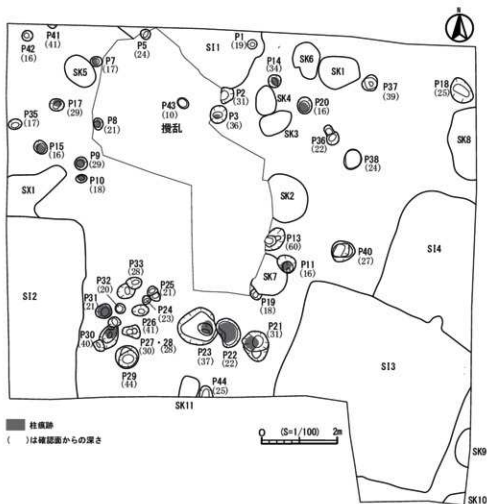 N
P42
(16)
P41
(41)
P5
(24)
SI1
P1
(19)
SK6
SK1
P14
(34)
P37
(39)
P18
(25)
P7
(17)
SK5
P17
(29)
P43
(10)
攪乱
P2
(31)
P3
(36)
SK4
SK3
P20
(16)
P36
(22)
P35
(17)
P8
(21)
P15
(16)
P9
(29)
P10
(18)
P38
(24)
SK8
SX1
SK2
P13
(60)
P40
(27)
SI4
SI2
SK7
P11
(16)
P19
(18)
P33
(28)
P32
(20)
P25
(21)
P31
(21)
P24
(23)
P26
(41)
P30
(40)
P27・28
(30) (28)
P29
(44)
P23
(37)
P22
(22)
P21
(31)
SI3
P44
(25)
SK11
SK9
SK10
柱痕跡
( )は確認面からの深さ
0 (S=1/100) 2m